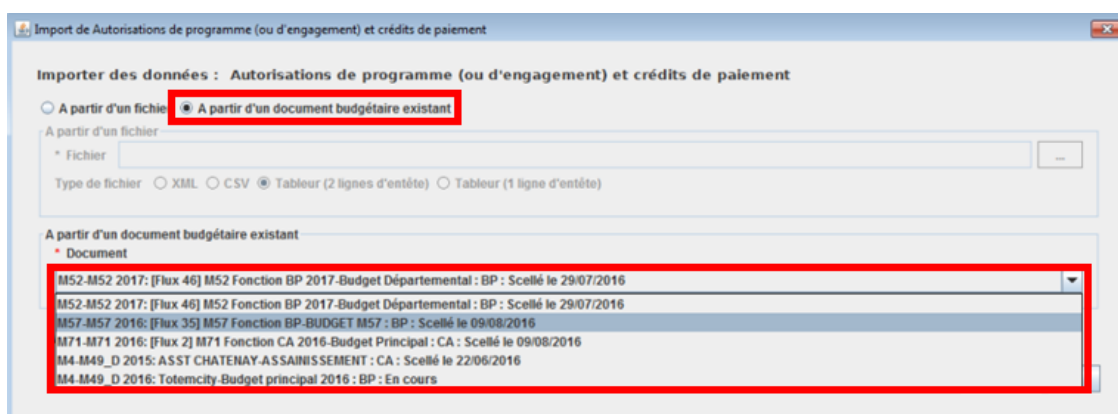 Import de Autorisations de programme (ou d'engagement) et crédits de paiement
Importer des données : Autorisations de programme (ou d'engagement) et crédits de paiement
A partir d'un fichie A partir d'un document budgétaire existant
A partir d'un fichier
* Fichier ...
Type de fichier XML CSV Tableur (2 lignes d'entête) Tableur (1 ligne d'entête)
A partir d'un document budgétaire existant
* Document
M52-M52 2017: [Flux 46] M52 Fonction BP 2017-Budget Départemental : BP : Scellé le 29/07/2016
M52-M52 2017: [Flux 46] M52 Fonction BP 2017-Budget Départemental : BP : Scellé le 29/07/2016
M57-M57 2016: [Flux 35] M57 Fonction BP-BUDGET M57 : BP : Scellé le 09/08/2016
M71-M71 2016: [Flux 2] M71 Fonction CA 2016-Budget Principal : CA : Scellé le 09/08/2016
M4-M49_D 2015: ASST CHATENAY-ASSAINISSEMENT : CA : Scellé le 22/06/2016
M4-M49_D 2016: Totemcity-Budget principal 2016 : BP : En cours